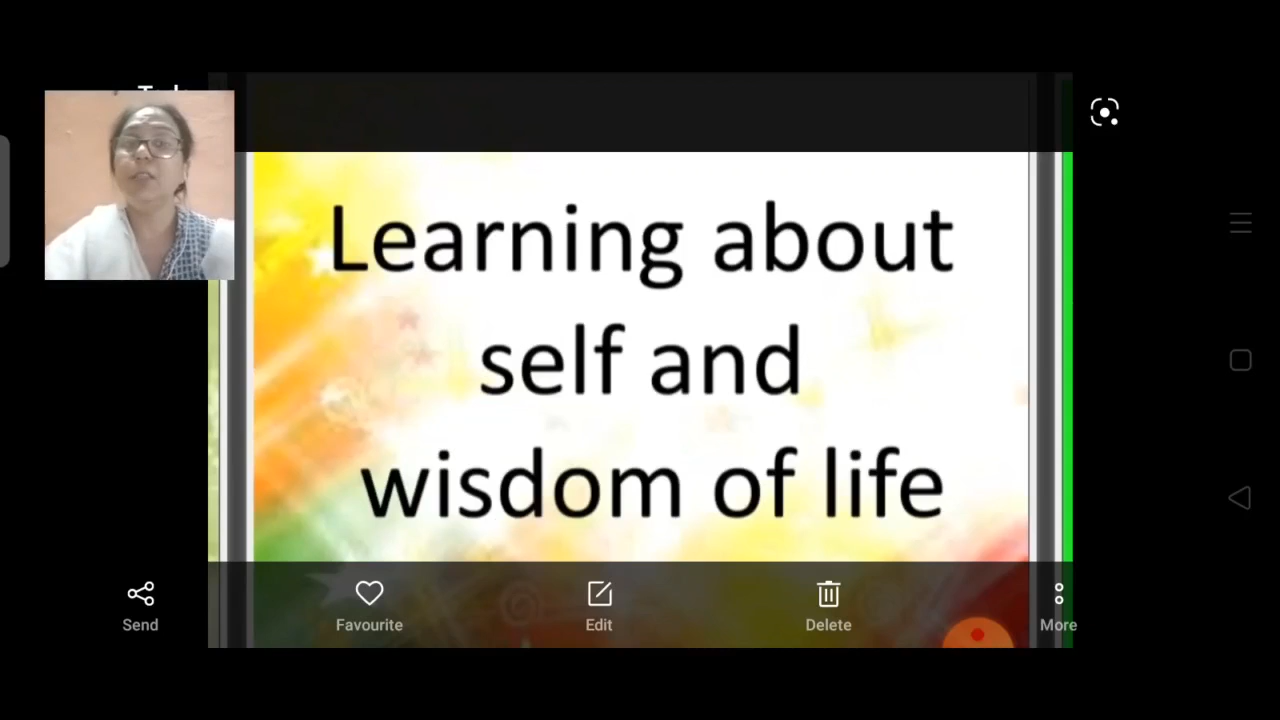 Learning about
self and
wisdom of life
Send
Favourite
Edit
Delete
More